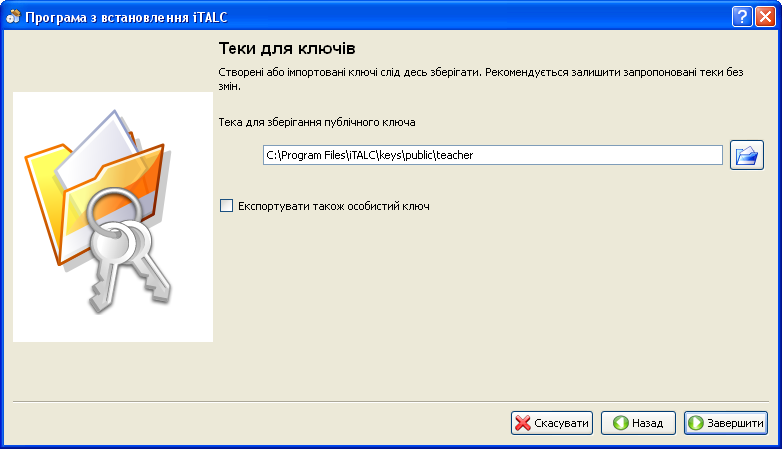 Програма з встановлення iTALC
Теки для ключів
Створені або імпортовані ключі слід десь зберігати. Рекомендується залишити запропоновані теки без
змін.
Тека для зберігання публічного ключа
C:\Program Files\iTALC\keys\public\teacher
Експортувати також особистий ключ
Скасувати
Назад
Завершити